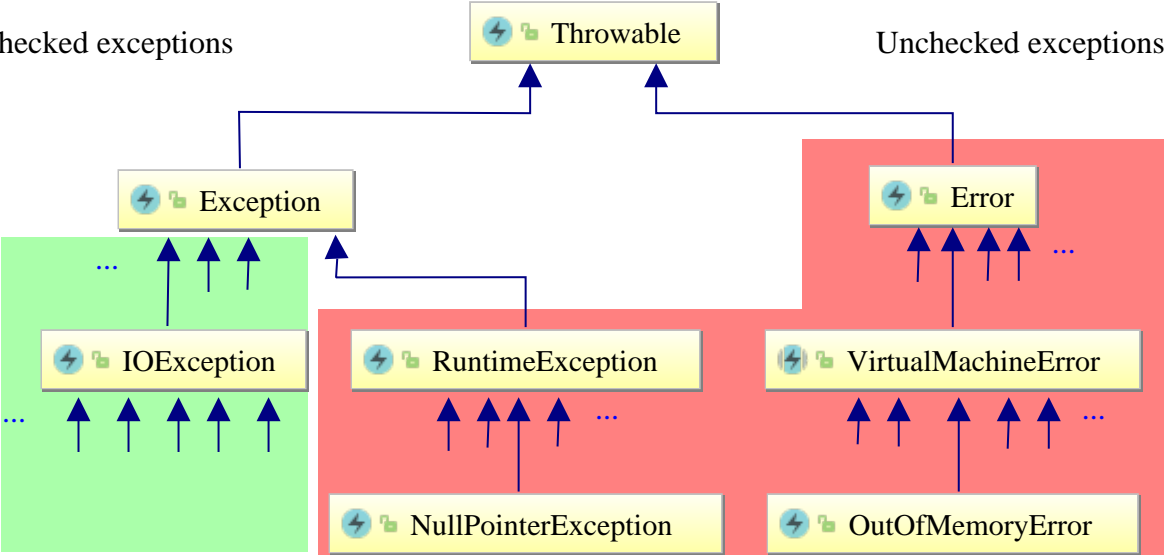 hecked exceptions
Throwable
Unchecked exceptions
Exception
Error
...
...
IOException
RuntimeException
VirtualMachineError
...
...
...
NullPointerException
OutOfMemoryError